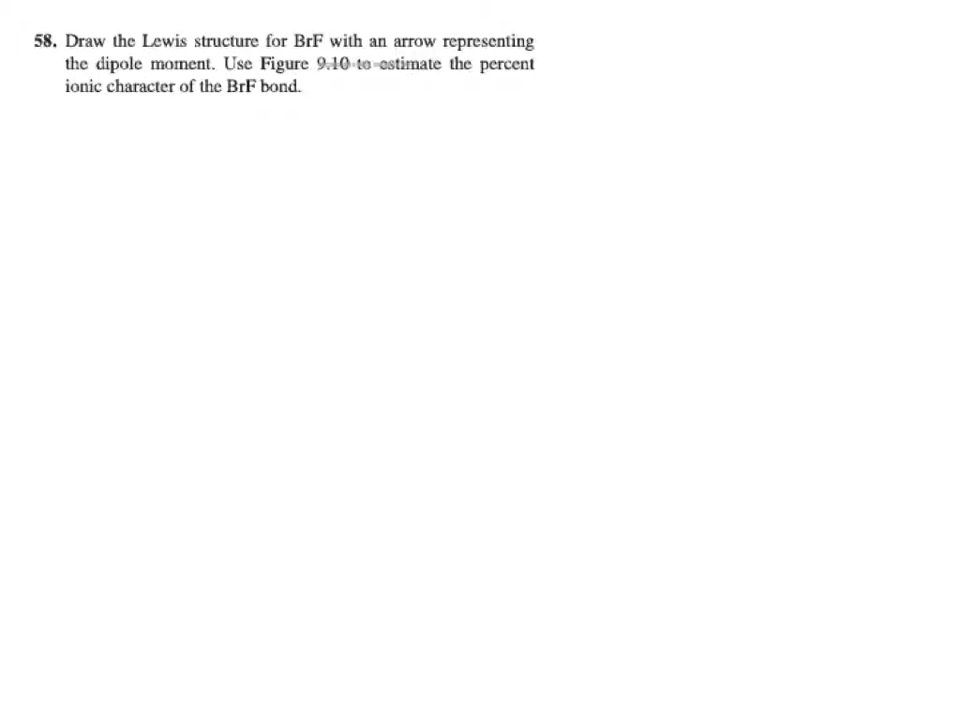 58. Draw the Lewis structure for BrF with an arrow representing
the dipole moment. Use Figure 9.10 to estimate the percent
ionic character of the BrF bond.